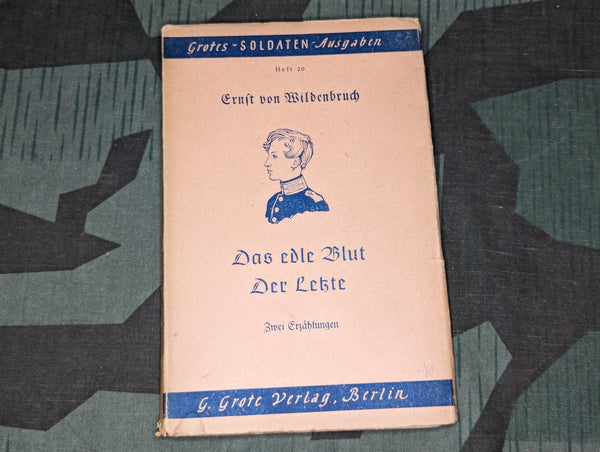 Grotes-SOLDATEN-Ausgaben
Heft 20
Ernſt von Wildenbruch
Das edle Blut
Der Letzte
Zwei Erzählungen
G. Grote Verlag, Berlin